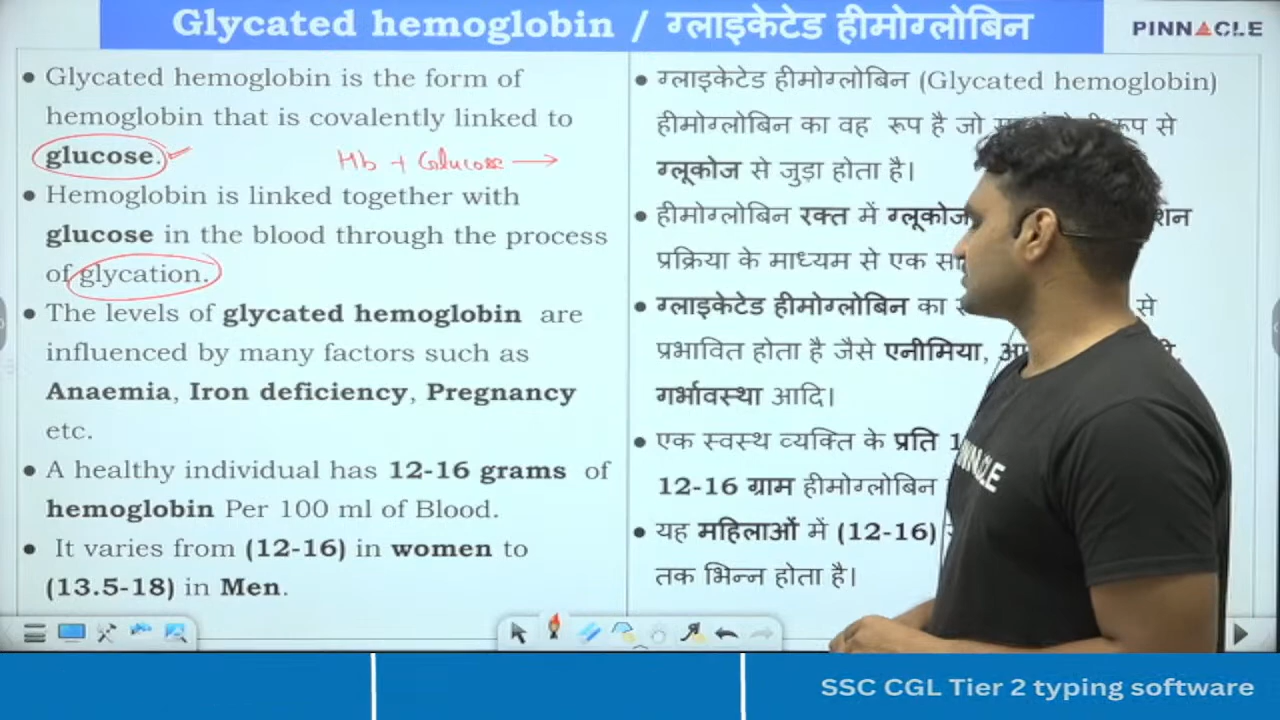 Glycated hemoglobin / ग्लाइकेटेड हीमोग्लोबिन
PINNACLE
● Glycated hemoglobin is the form of
hemoglobin that is covalently linked to
glucose.
Hb + Glucose →
● Hemoglobin is linked together with
glucose in the blood through the process
of glycation.
● The levels of glycated hemoglobin are
influenced by many factors such as
Anaemia, Iron deficiency, Pregnancy
etc.
● A healthy individual has 12-16 grams of
hemoglobin Per 100 ml of Blood.
● It varies from (12-16) in women to
(13.5-18) in Men.
● ग्लाइकेटेड हीमोग्लोबिन (Glycated hemoglobin)
हीमोग्लोबिन का वह रूप है जो रूप से
ग्लूकोज से जुड़ा होता है।
● हीमोग्लोबिन रक्त में ग्लूकोज
प्रक्रिया के माध्यम से एक
● ग्लाइकेटेड हीमोग्लोबिन का से
प्रभावित होता है जैसे एनीमिया,
गर्भावस्था आदि।
● एक स्वस्थ व्यक्ति के प्रति
12-16 ग्राम हीमोग्लोबिन
● यह महिलाओं में (12-16)
तक भिन्न होता है।
SSC CGL Tier 2 typing software